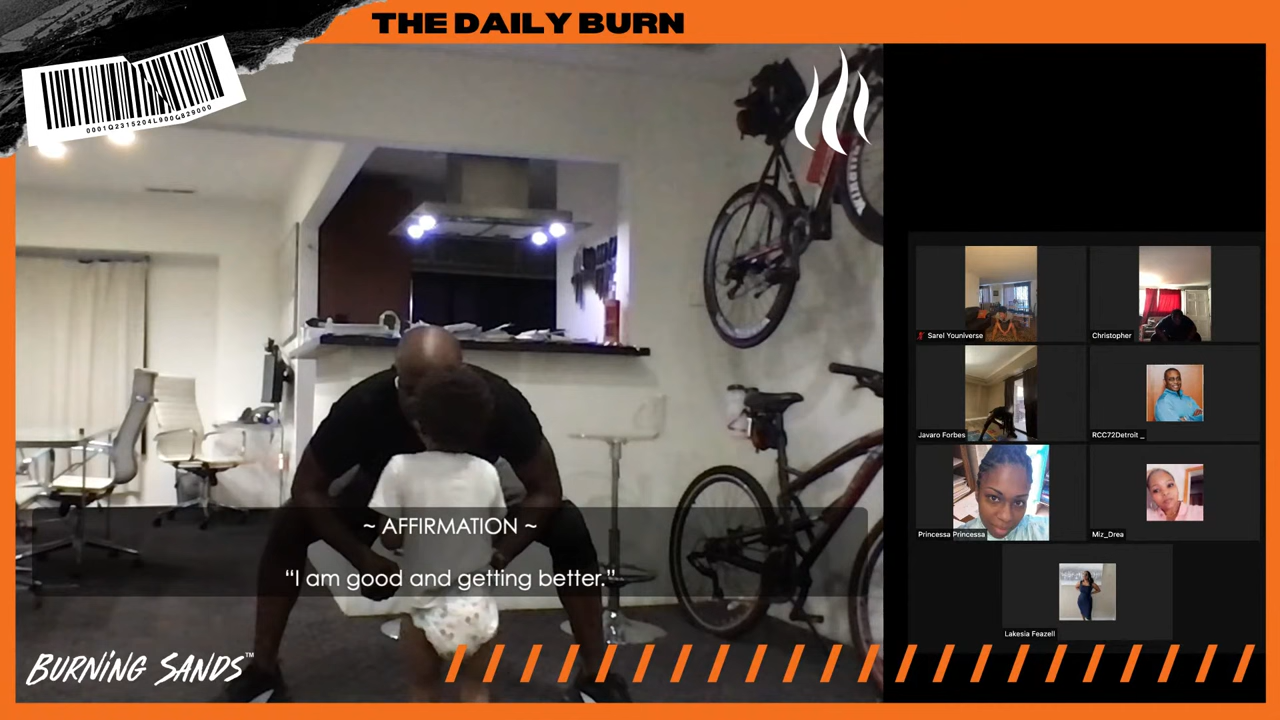 THE DAILY BURN
0001Q2315204L900G829000
Sarel Youniverse
Christopher
Javaro Forbes
RCC72Detroit _
Princessa Princessa
Miz_Drea
Lakesia Feazell
~ AFFIRMATION ~
“I am good and getting better.”
BURNING SANDS™